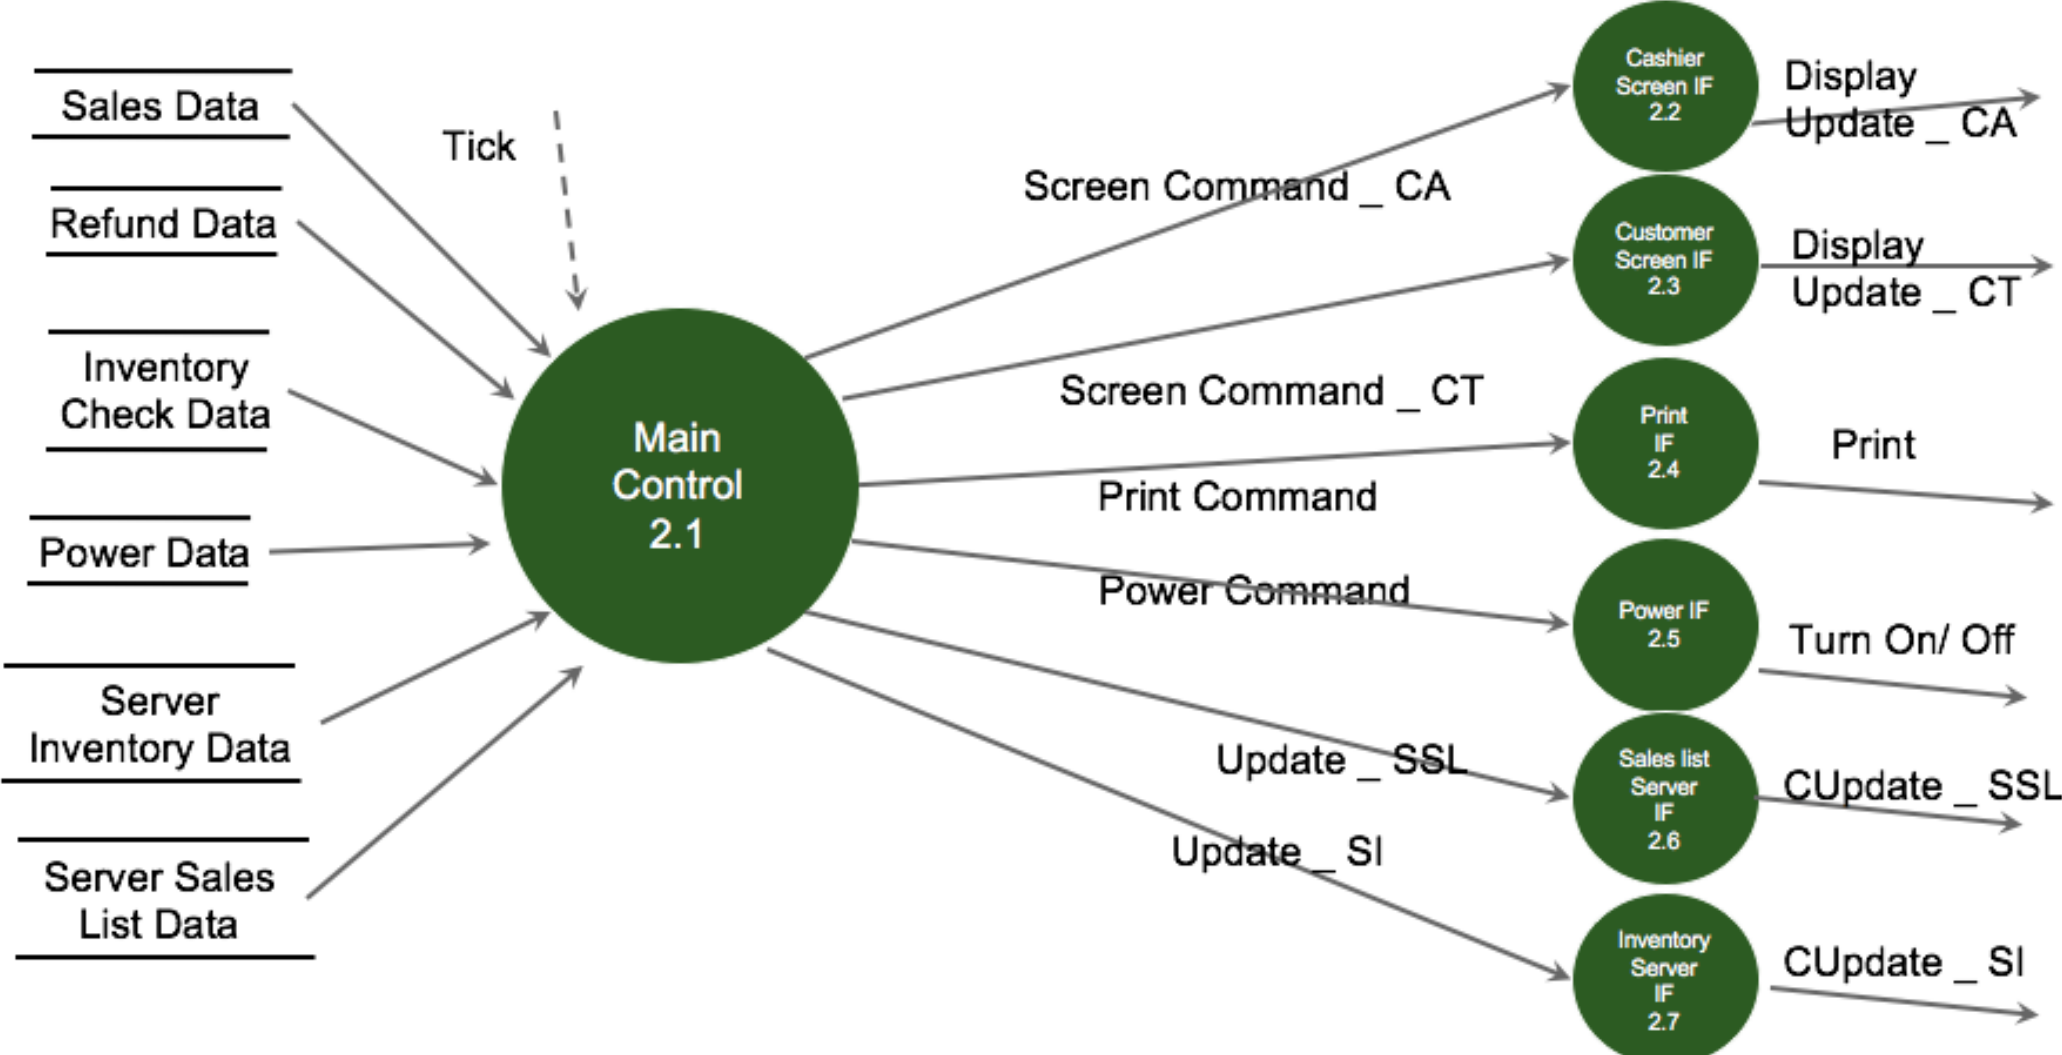 Sales Data
Refund Data
Inventory
Check Data
Power Data
Server
Inventory Data
Server Sales
List Data
Tick
Main
Control
2.1
Screen Command _ CA
Screen Command _ CT
Print Command
Power Command
Update _ SSL
Update _ SI
Cashier
Screen IF
2.2
Customer
Screen IF
2.3
Print
IF
2.4
Power IF
2.5
Sales list
Server
IF
2.6
Inventory
Server
IF
2.7
Display
Update _ CA
Display
Update _ CT
Print
Turn On/ Off
CUpdate _ SSL
CUpdate _ SI